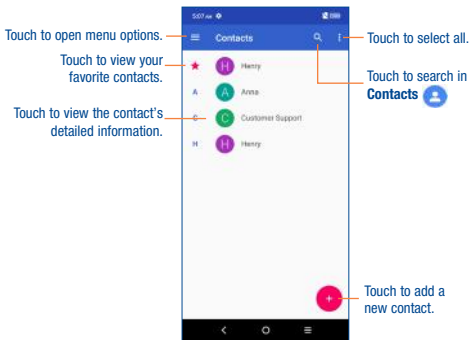 5:07 AM
Touch to open menu options.
Contacts
Touch to select all.
Touch to view your
favorite contacts.
H Henry
Touch to search in
Contacts
A A Anna
Touch to view the contact's
detailed information.
C C Customer Support
H H Henry
+
Touch to add a
new contact.